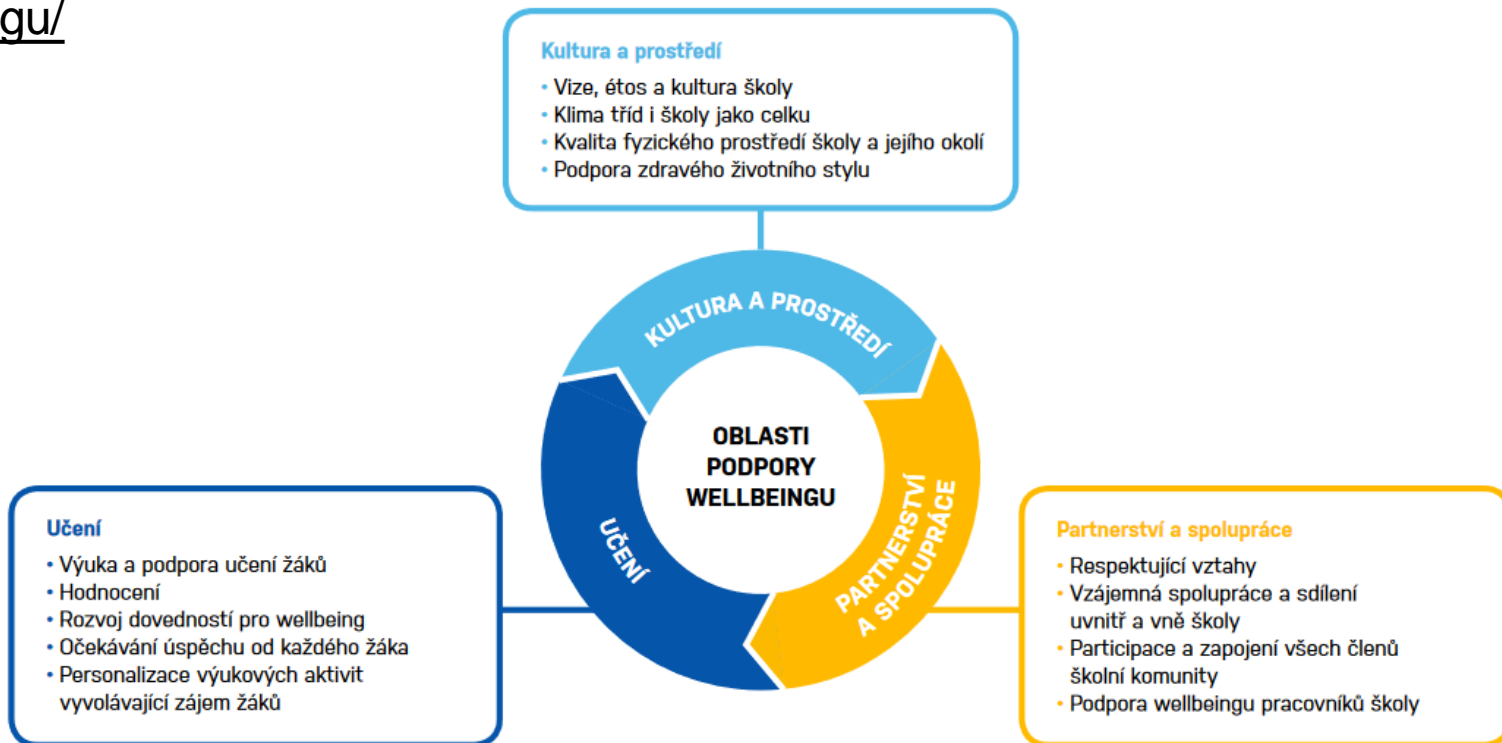 gu/
Kultura a prostředí
• Vize, étos a kultura školy
• Klima tříd i školy jako celku
• Kvalita fyzického prostředí školy a jejího okolí
• Podpora zdravého životního stylu
KULTURA A PROSTŘEDÍ
OBLASTI
PODPORY
WELLBEINGU
UČENÍ
PARTNERSTVÍ
A SPOLUPRÁCE
Učení
• Výuka a podpora učení žáků
• Hodnocení
• Rozvoj dovedností pro wellbeing
• Očekávání úspěchu od každého žáka
• Personalizace výukových aktivit
vyvolávající zájem žáků
Partnerství a spolupráce
• Respektující vztahy
• Vzájemná spolupráce a sdílení
uvnitř a vně školy
• Participace a zapojení všech členů
školní komunity
• Podpora wellbeingu pracovníků školy